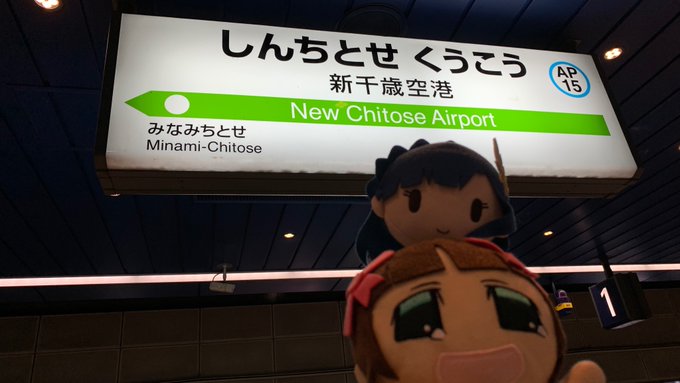 しんちとせ くうこう
新千歳空港
AP
15
New Chitose Airport
みなみちとせ
Minami-Chitose
1